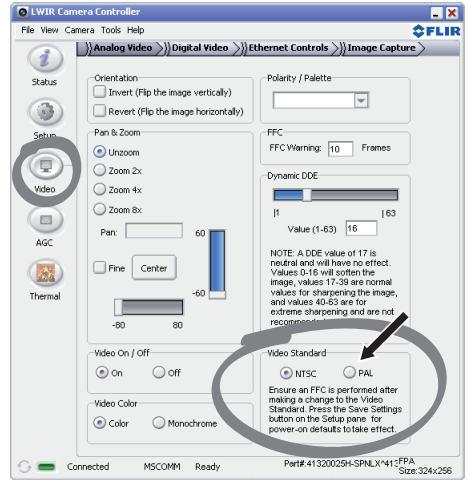 LWIR Camera Controller
File View Camera Tools Help
FLIR
Analog Video Digital Video Ethernet Controls Image Capture
Status
Setup
Video
AGC
Thermal
Orientation
Invert (Flip the image vertically)
Revert (Flip the image horizontally)
Pan & Zoom
Unzoom
Zoom 2x
Zoom 4x
Zoom 8x
Pan:
60
Fine
Center
-60
-80 80
Video On / Off
On Off
Video Color
Color Monochrome
Polarity / Palette
FFC
FFC Warning: 10 Frames
Dynamic DDE
|1 | 63
Value (1-63) 16
NOTE: A DDE value of 17 is
neutral and will have no effect.
Values 0-16 will soften the
image, values 17-39 are normal
values for sharpening the image,
and values 40-63 are for
extreme sharpening and are not
Video Standard
NTSC PAL
Ensure an FFC is performed after
making a change to the Video
Standard. Press the Save Settings
button on the Setup pane for
power-on defaults to take effect.
Connected MSCOMM Ready
Part#:41320025H-SPNLX^413 FPA
Size:324x256